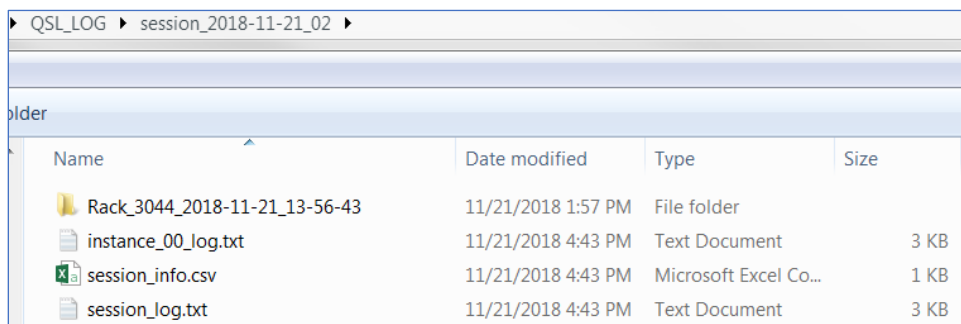 QSL_LOG session_2018-11-21_02
older
Name Date modified Type Size
Rack_3044_2018-11-21_13-56-43 11/21/2018 1:57 PM File folder
instance_00_log.txt 11/21/2018 4:43 PM Text Document 3 KB
session_info.csv 11/21/2018 4:43 PM Microsoft Excel Co... 1 KB
session_log.txt 11/21/2018 4:43 PM Text Document 3 KB